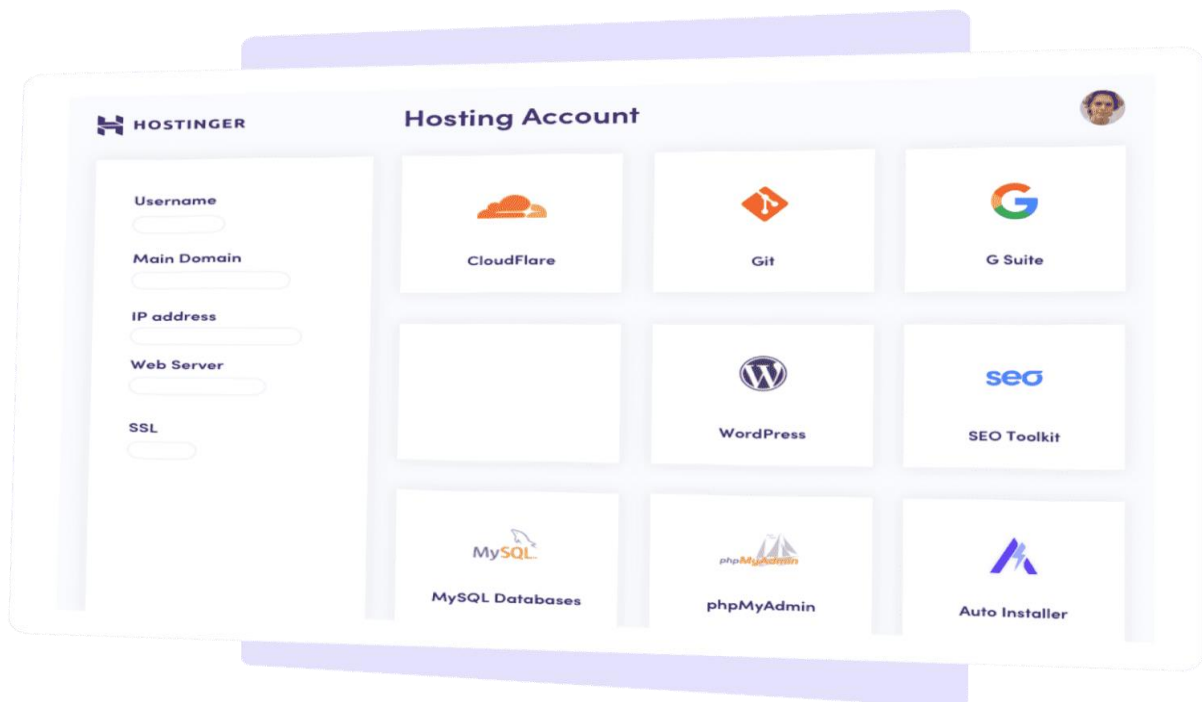 HOSTINGER
Hosting Account
Username
Main Domain
IP address
Web Server
SSL
CloudFlare
Git
G Suite
WordPress
seo
SEO Toolkit
MySQL
MySQL Databases
phpMyAdmin
phpMyAdmin
Auto Installer